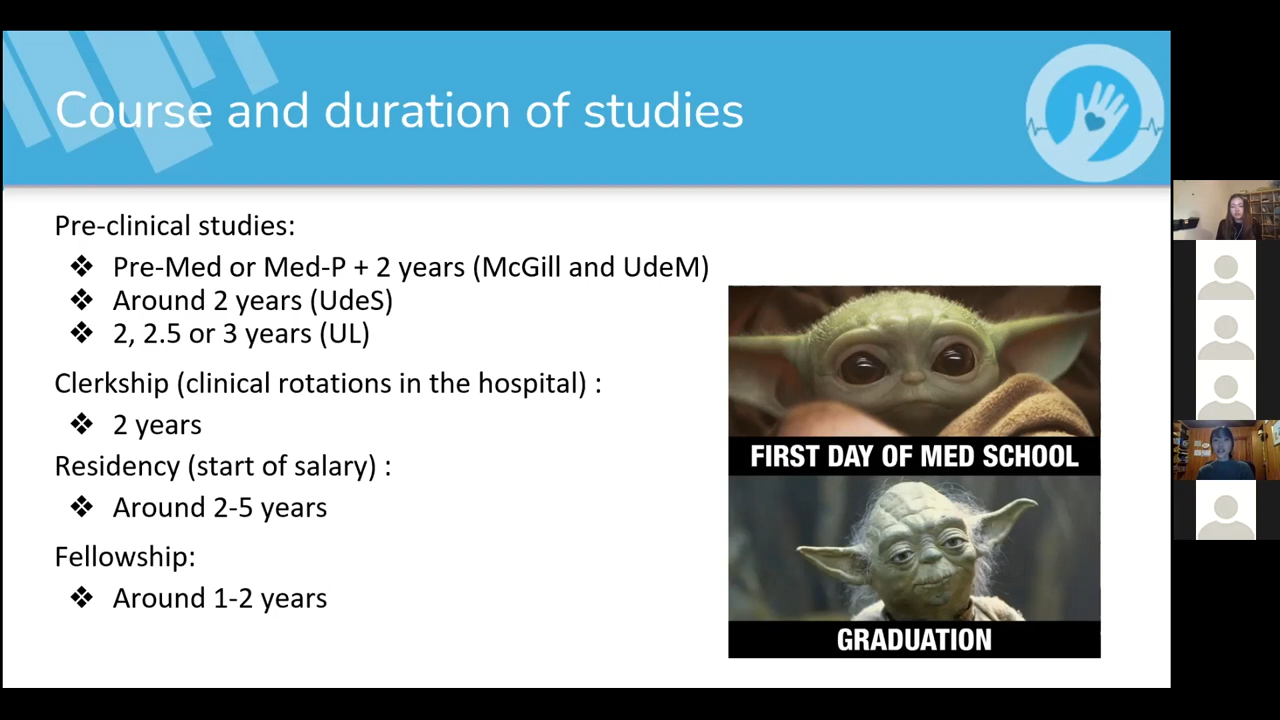 Course and duration of studies
Pre-clinical studies:
❖ Pre-Med or Med-P + 2 years (McGill and UdeM)
❖ Around 2 years (UdeS)
❖ 2, 2.5 or 3 years (UL)
Clerkship (clinical rotations in the hospital) :
❖ 2 years
Residency (start of salary) :
❖ Around 2-5 years
Fellowship:
❖ Around 1-2 years
FIRST DAY OF MED SCHOOL
GRADUATION